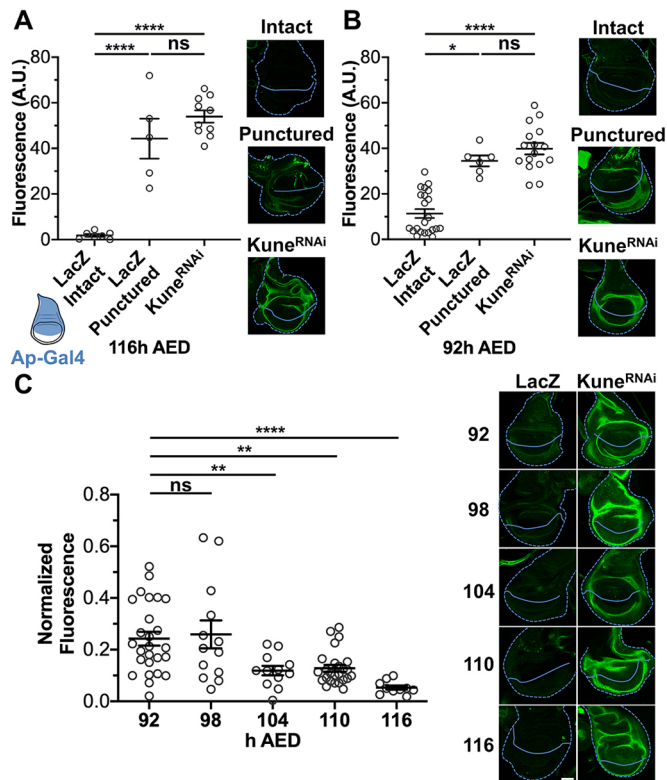 A
****
****
ns
Fluorescence (A.U.)
80
60
40
20
0
LacZ
Intact
LacZ
Punctured
Kune^RNAi
116h AED
Ap-Gal4
Intact
Punctured
Kune^RNAi
B
****
*
ns
Fluorescence (A.U.)
80
60
40
20
0
LacZ
Intact
LacZ
Punctured
Kune^RNAi
92h AED
Intact
Punctured
Kune^RNAi
C
****
**
**
ns
Normalized
Fluorescence
0.8
0.6
0.4
0.2
0.0
92 98 104 110 116
h AED
LacZ Kune^RNAi
92
98
104
110
116